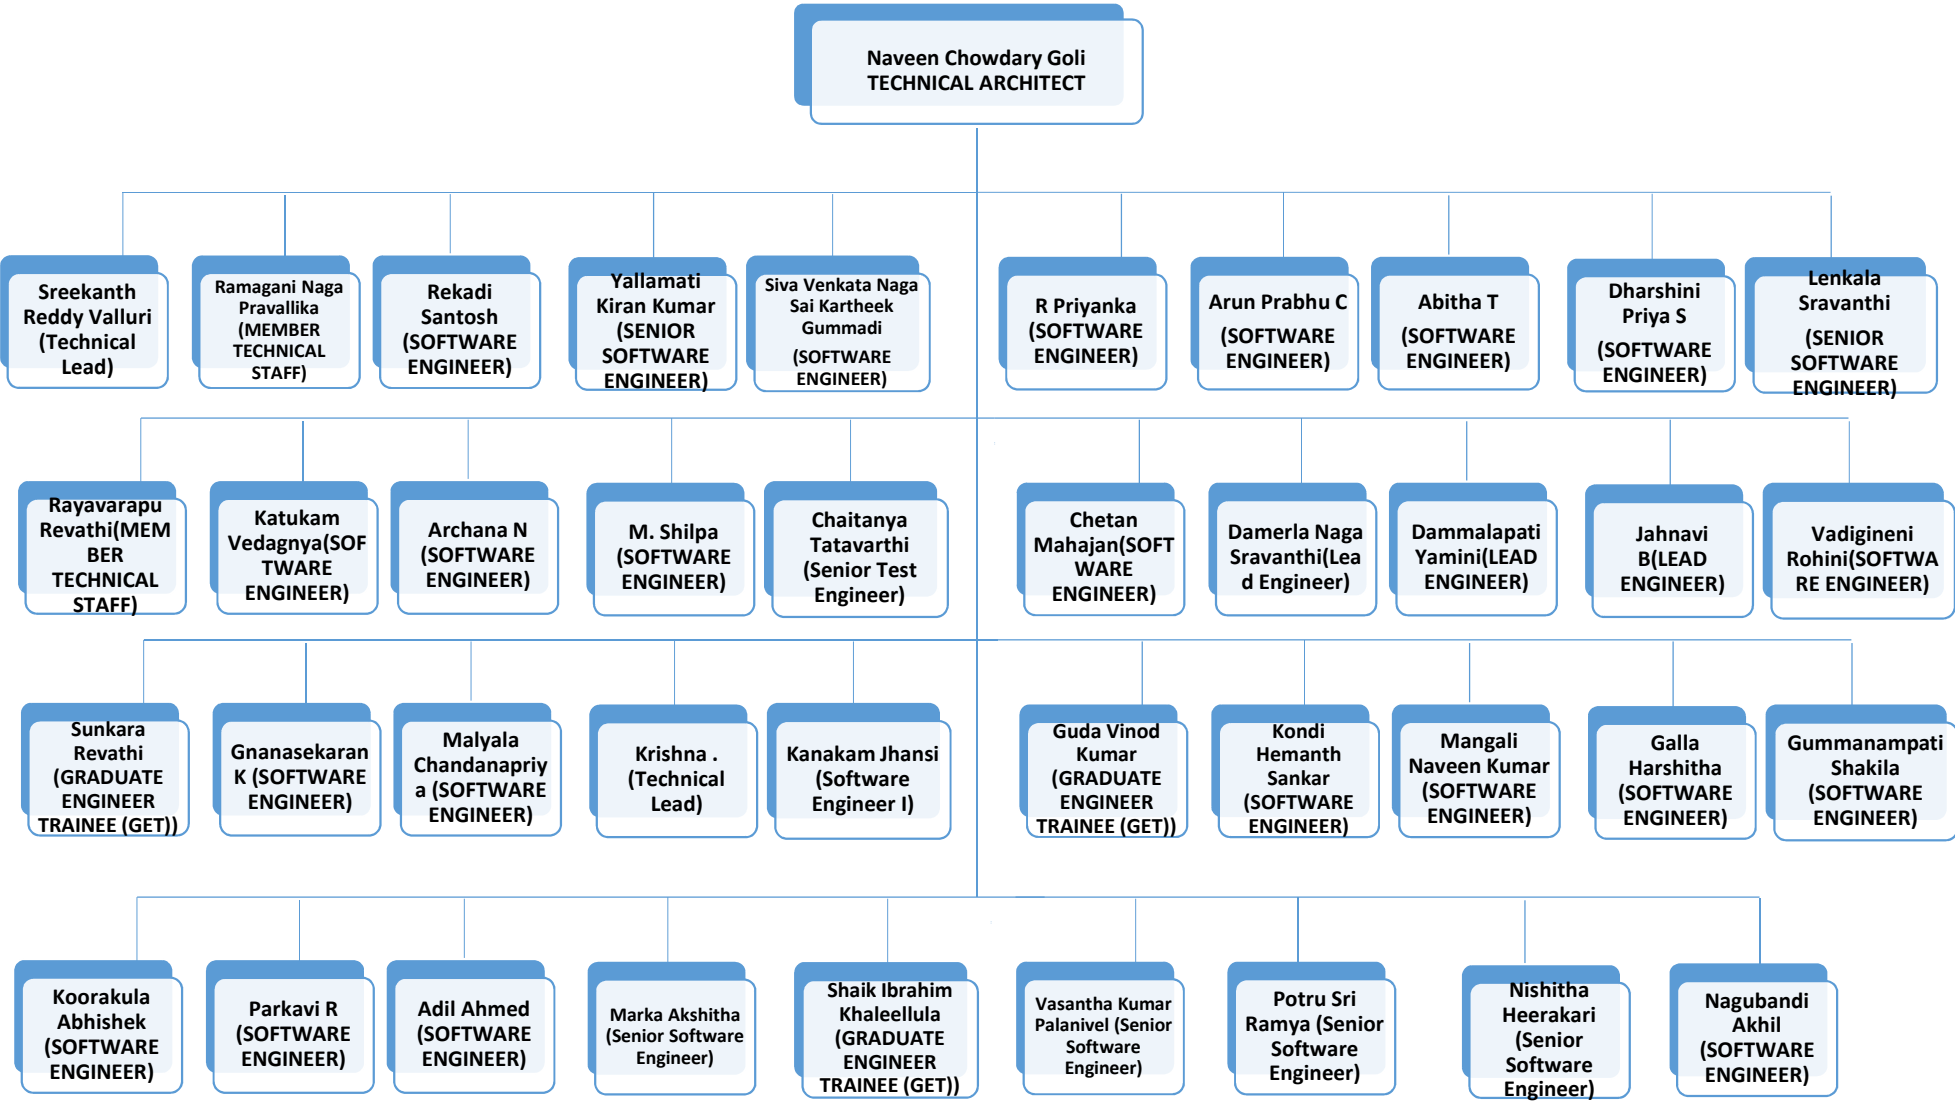 Naveen Chowdary Goli
TECHNICAL ARCHITECT
Sreekanth
Reddy Valluri
(Technical
Lead)
Ramagani Naga
Pravallika
(MEMBER
TECHNICAL
STAFF)
Rekadi
Santosh
(SOFTWARE
ENGINEER)
Yallamati
Kiran Kumar
(SENIOR
SOFTWARE
ENGINEER)
Siva Venkata Naga
Sai Kartheek
Gummadi
(SOFTWARE
ENGINEER)
R Priyanka
(SOFTWARE
ENGINEER)
Arun Prabhu C
(SOFTWARE
ENGINEER)
Abitha T
(SOFTWARE
ENGINEER)
Dharshini
Priya S
(SOFTWARE
ENGINEER)
Lenkala
Sravanthi
(SENIOR
SOFTWARE
ENGINEER)
Rayavarapu
Revathi(MEM
BER
TECHNICAL
STAFF)
Katukam
Vedagnya(SOF
TWARE
ENGINEER)
Archana N
(SOFTWARE
ENGINEER)
M. Shilpa
(SOFTWARE
ENGINEER)
Chaitanya
Tatavarthi
(Senior Test
Engineer)
Chetan
Mahajan(SOFT
WARE
ENGINEER)
Damerla Naga
Sravanthi(Lea
d Engineer)
Dammalapati
Yamini(LEAD
ENGINEER)
Jahnavi
B(LEAD
ENGINEER)
Vadigineni
Rohini(SOFTWA
RE ENGINEER)
Sunkara
Revathi
(GRADUATE
ENGINEER
TRAINEE (GET))
Gnanasekaran
K (SOFTWARE
ENGINEER)
Malyala
Chandanapriy
a (SOFTWARE
ENGINEER)
Krishna .
(Technical
Lead)
Kanakam Jhansi
(Software
Engineer I)
Guda Vinod
Kumar
(GRADUATE
ENGINEER
TRAINEE (GET))
Kondi
Hemanth
Sankar
(SOFTWARE
ENGINEER)
Mangali
Naveen Kumar
(SOFTWARE
ENGINEER)
Galla
Harshitha
(SOFTWARE
ENGINEER)
Gummanampati
Shakila
(SOFTWARE
ENGINEER)
Koorakula
Abhishek
(SOFTWARE
ENGINEER)
Parkavi R
(SOFTWARE
ENGINEER)
Adil Ahmed
(SOFTWARE
ENGINEER)
Marka Akshitha
(Senior Software
Engineer)
Shaik Ibrahim
Khaleellula
(GRADUATE
ENGINEER
TRAINEE (GET))
Vasantha Kumar
Palanivel (Senior
Software
Engineer)
Potru Sri
Ramya (Senior
Software
Engineer)
Nishitha
Heerakari
(Senior
Software
Engineer)
Nagubandi
Akhil
(SOFTWARE
ENGINEER)